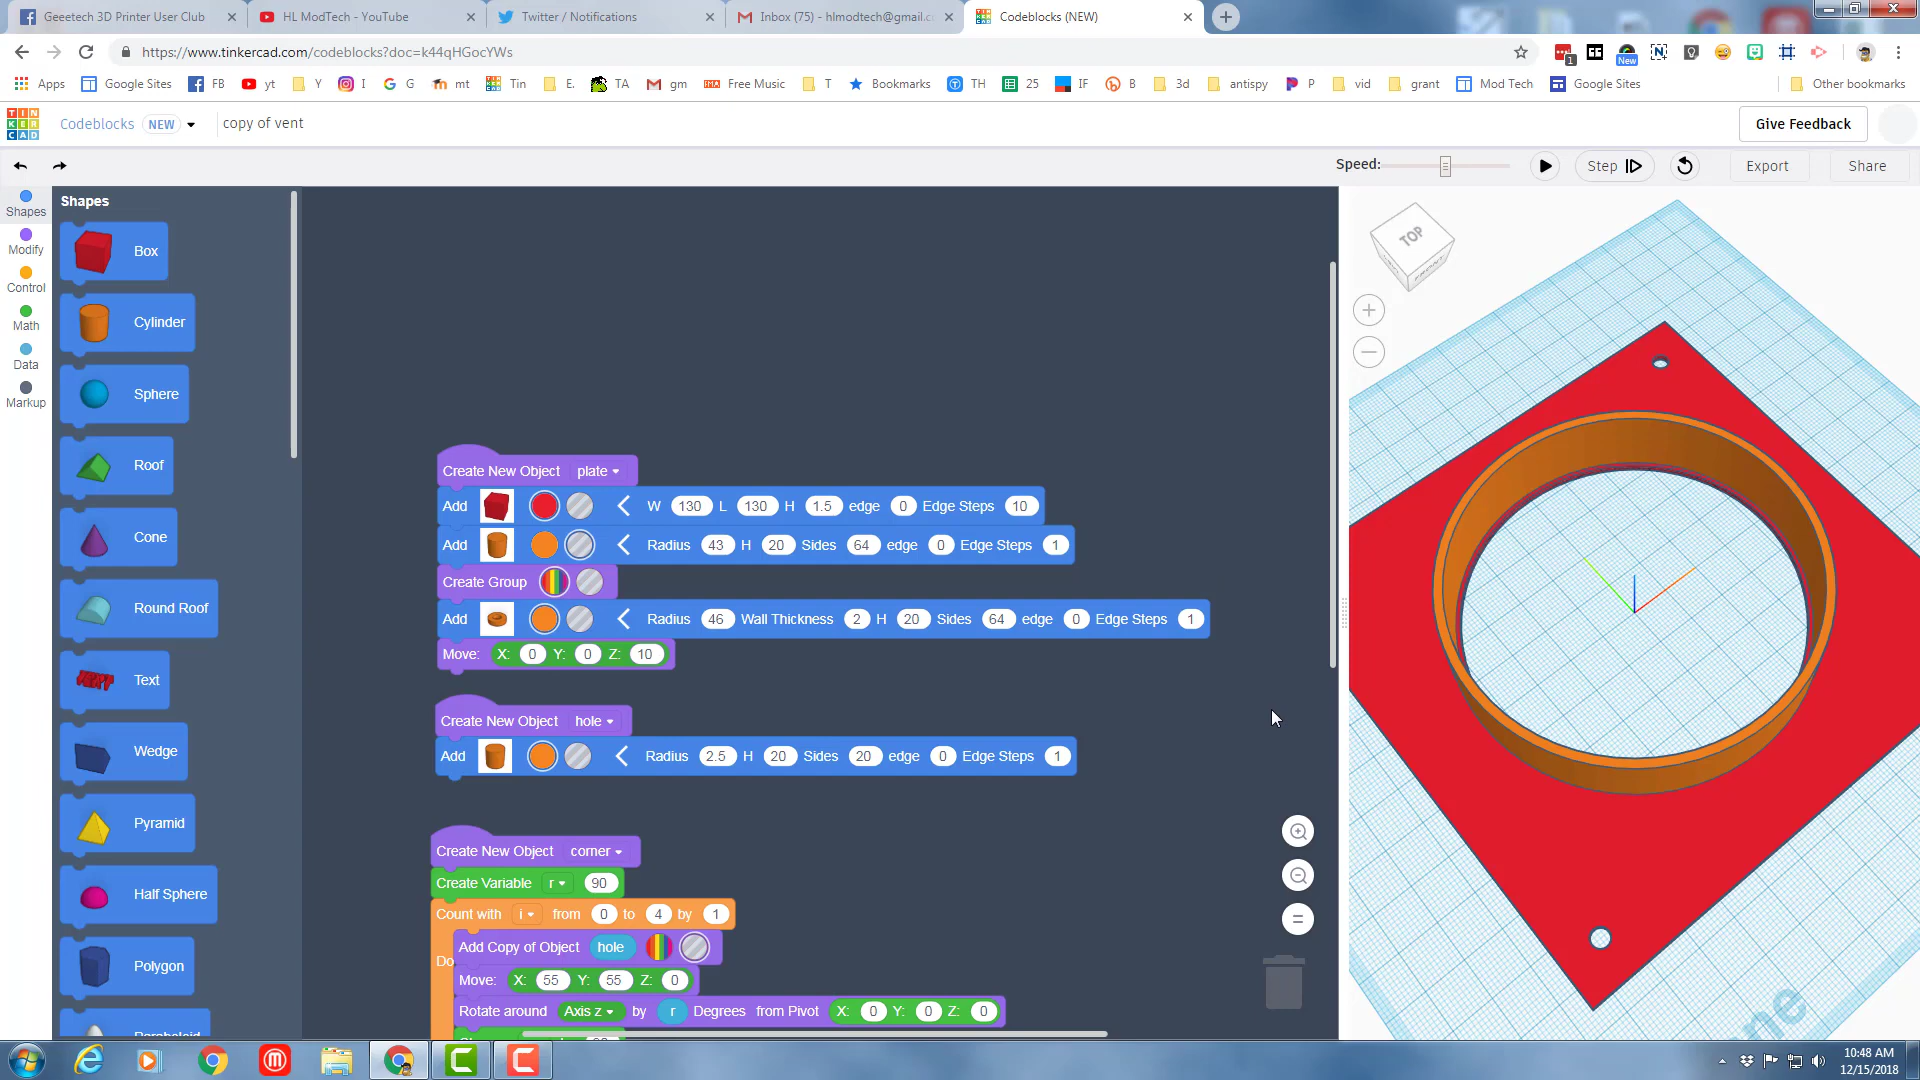 Geeetech 3D Printer User Club
HL ModTech - YouTube
Twitter / Notifications
Inbox (75) - hlmodtech@gmail.c
Codeblocks (NEW)
https://www.tinkercad.com/codeblocks?doc=k44qHGocYWs
1
New
Apps
Google Sites
FB
yt
Y
I
G
mt
Tin
E.
TA
gm
Free Music
T
Bookmarks
TH
25
IF
B
3d
antispy
P
vid
grant
Mod Tech
Google Sites
Other bookmarks
TIN
KER
CAD
Codeblocks NEW
copy of vent
Give Feedback
Speed:
Step
Export
Share
Shapes
Modify
Control
Math
Data
Markup
Shapes
Box
Cylinder
Sphere
Roof
Cone
Round Roof
Text
Wedge
Pyramid
Half Sphere
Polygon
Paraboloid
Create New Object plate
Add W 130 L 130 H 1.5 edge 0 Edge Steps 10
Add Radius 43 H 20 Sides 64 edge 0 Edge Steps 1
Create Group
Add Radius 46 Wall Thickness 2 H 20 Sides 64 edge 0 Edge Steps 1
Move: X: 0 Y: 0 Z: 10
Create New Object hole
Add Radius 2.5 H 20 Sides 20 edge 0 Edge Steps 1
Create New Object corner
Create Variable r 90
Count with i from 0 to 4 by 1
Do
Add Copy of Object hole
Move: X: 55 Y: 55 Z: 0
Rotate around Axis z by r Degrees from Pivot X: 0 Y: 0 Z: 0
TOP
FRONT
ne
10:48 AM
12/15/2018